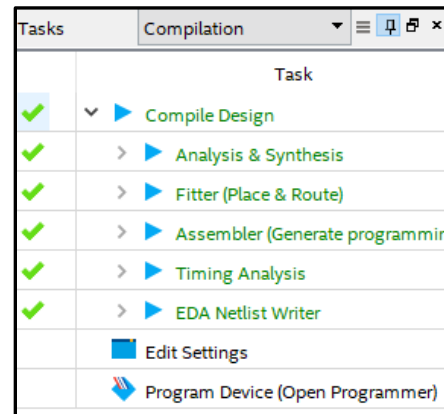 Tasks Compilation
Task
Compile Design
Analysis & Synthesis
Fitter (Place & Route)
Assembler (Generate programmin
Timing Analysis
EDA Netlist Writer
Edit Settings
Program Device (Open Programmer)